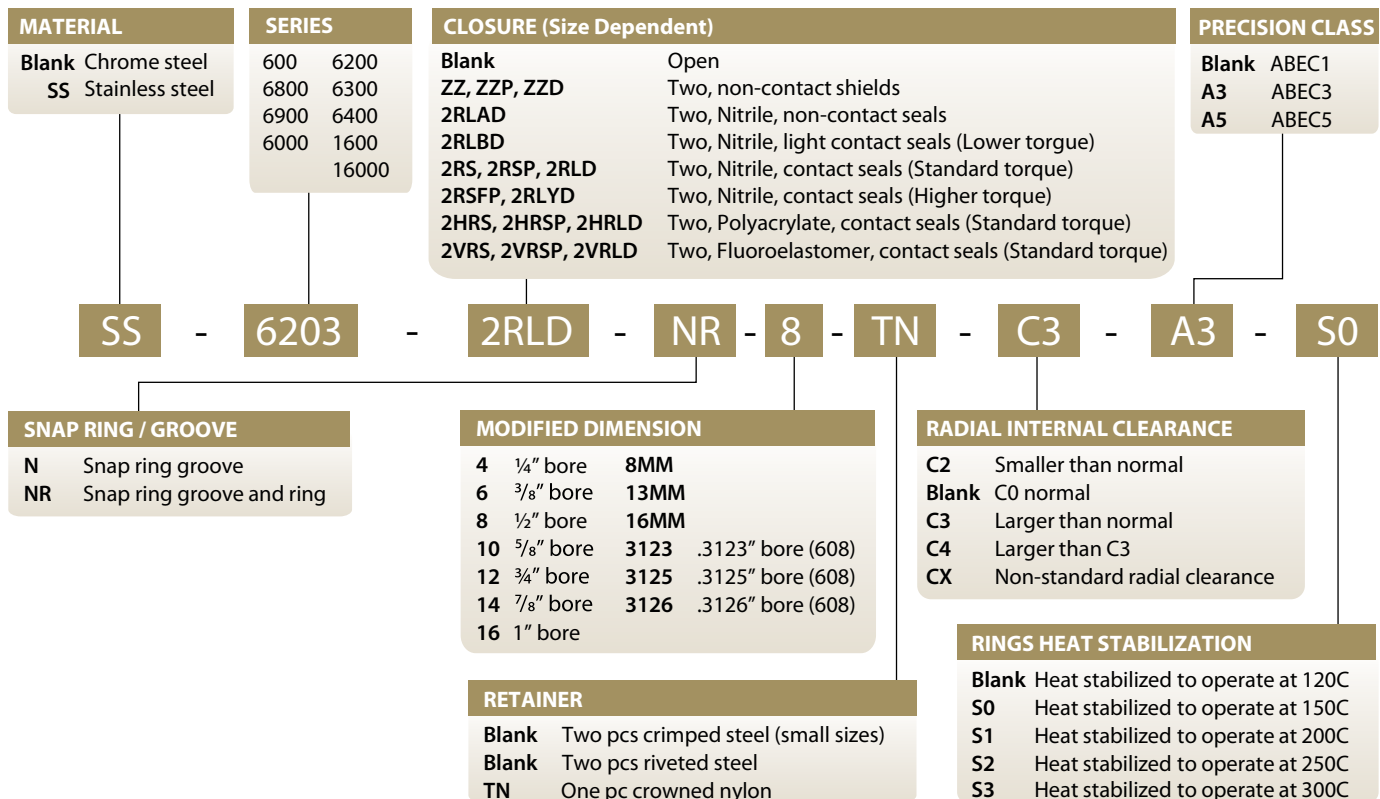 MATERIAL
Blank Chrome steel
SS Stainless steel
SERIES
600 6200
6800 6300
6900 6400
6000 1600
16000
CLOSURE (Size Dependent)
Blank Open
ZZ, ZZP, ZZD Two, non-contact shields
2RLAD Two, Nitrile, non-contact seals
2RLBD Two, Nitrile, light contact seals (Lower torgue)
2RS, 2RSP, 2RLD Two, Nitrile, contact seals (Standard torque)
2RSFP, 2RLYD Two, Nitrile, contact seals (Higher torque)
2HRS, 2HRSP, 2HRLD Two, Polyacrylate, contact seals (Standard torque)
2VRS, 2VRSP, 2VRLD Two, Fluoroelastomer, contact seals (Standard torque)
PRECISION CLASS
Blank ABEC1
A3 ABEC3
A5 ABEC5
SS - 6203 - 2RLD - NR - 8 - TN - C3 - A3 - S0
SNAP RING / GROOVE
N Snap ring groove
NR Snap ring groove and ring
MODIFIED DIMENSION
4 ¼” bore 8MM
6 ³/₈” bore 13MM
8 ½” bore 16MM
10 ⁵/₈” bore 3123 .3123” bore (608)
12 ¾” bore 3125 .3125” bore (608)
14 ⁷/₈” bore 3126 .3126” bore (608)
16 1” bore
RADIAL INTERNAL CLEARANCE
C2 Smaller than normal
Blank C0 normal
C3 Larger than normal
C4 Larger than C3
CX Non-standard radial clearance
RETAINER
Blank Two pcs crimped steel (small sizes)
Blank Two pcs riveted steel
TN One pc crowned nylon
RINGS HEAT STABILIZATION
Blank Heat stabilized to operate at 120C
S0 Heat stabilized to operate at 150C
S1 Heat stabilized to operate at 200C
S2 Heat stabilized to operate at 250C
S3 Heat stabilized to operate at 300C